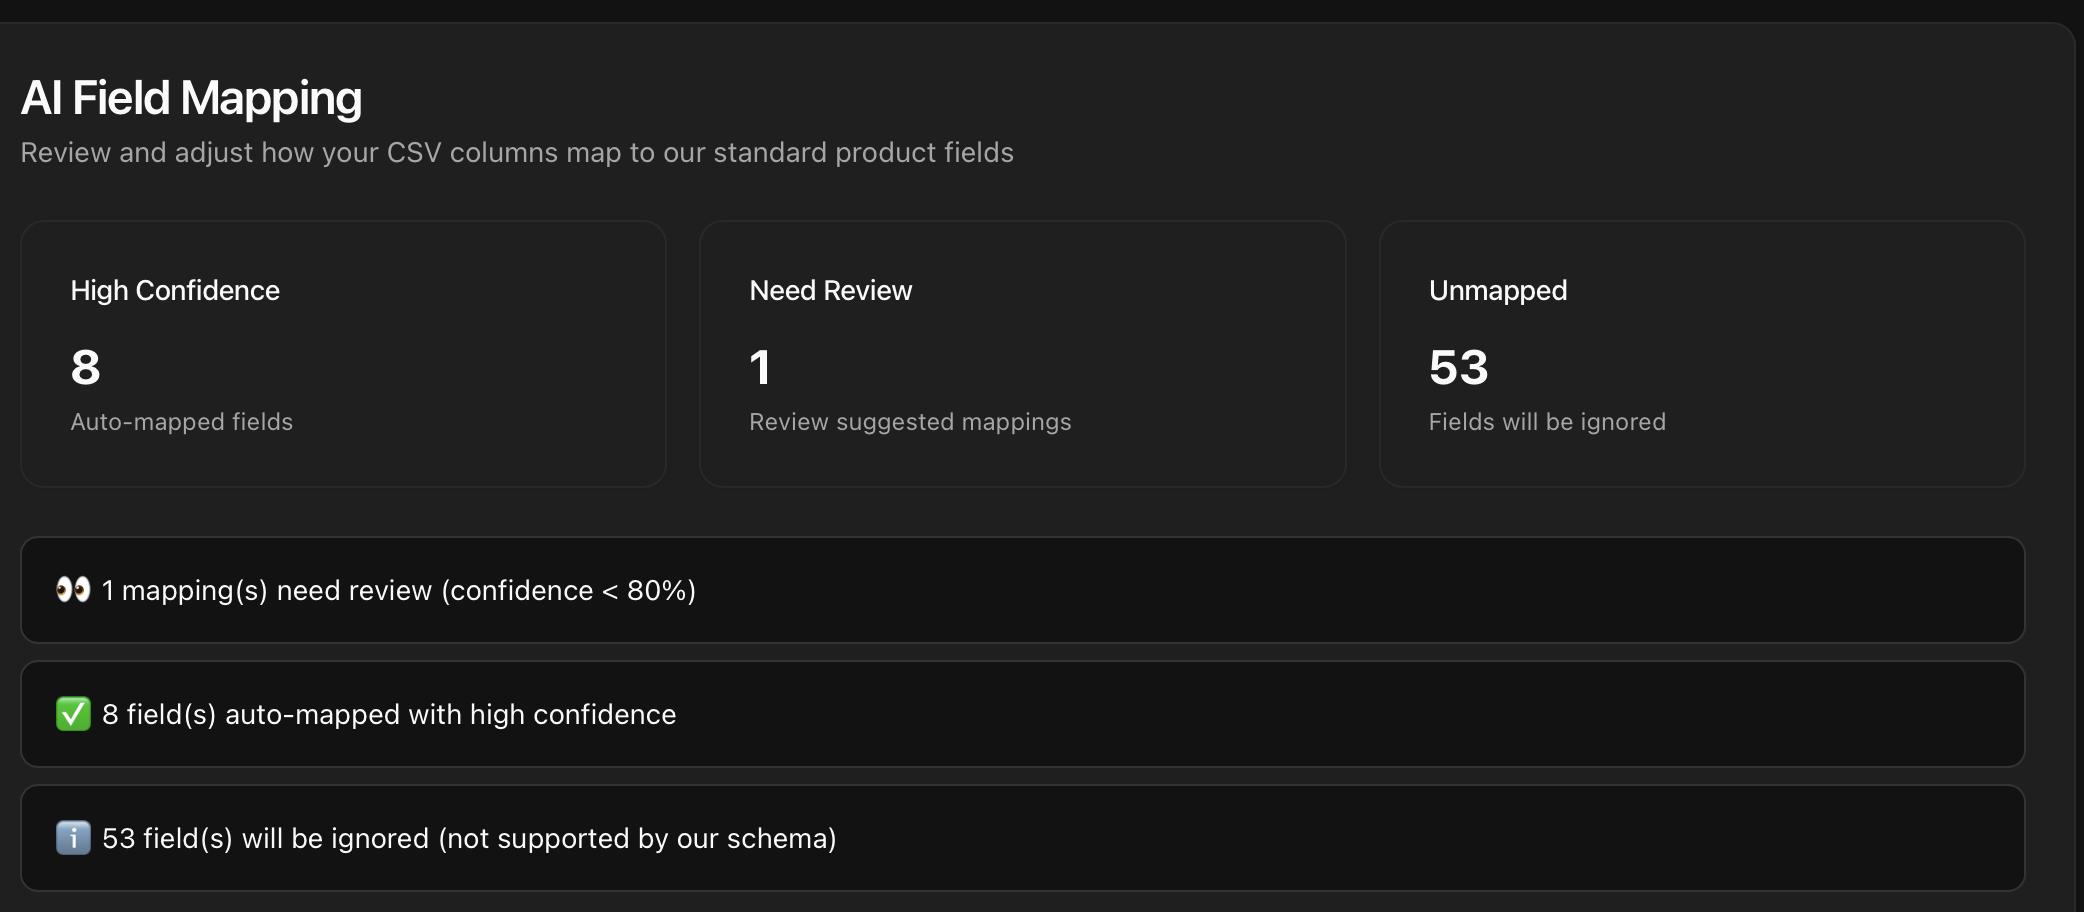 AI Field Mapping
Review and adjust how your CSV columns map to our standard product fields
High Confidence
8
Auto-mapped fields
Need Review
1
Review suggested mappings
Unmapped
53
Fields will be ignored
👀 1 mapping(s) need review (confidence < 80%)
✅ 8 field(s) auto-mapped with high confidence
ℹ️ 53 field(s) will be ignored (not supported by our schema)